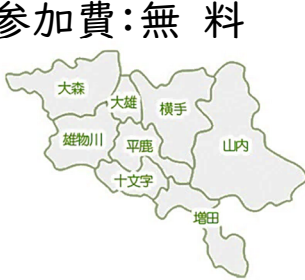 参加費：無 料
大森
大雄
横手
雄物川
平鹿
山内
十文字
増田